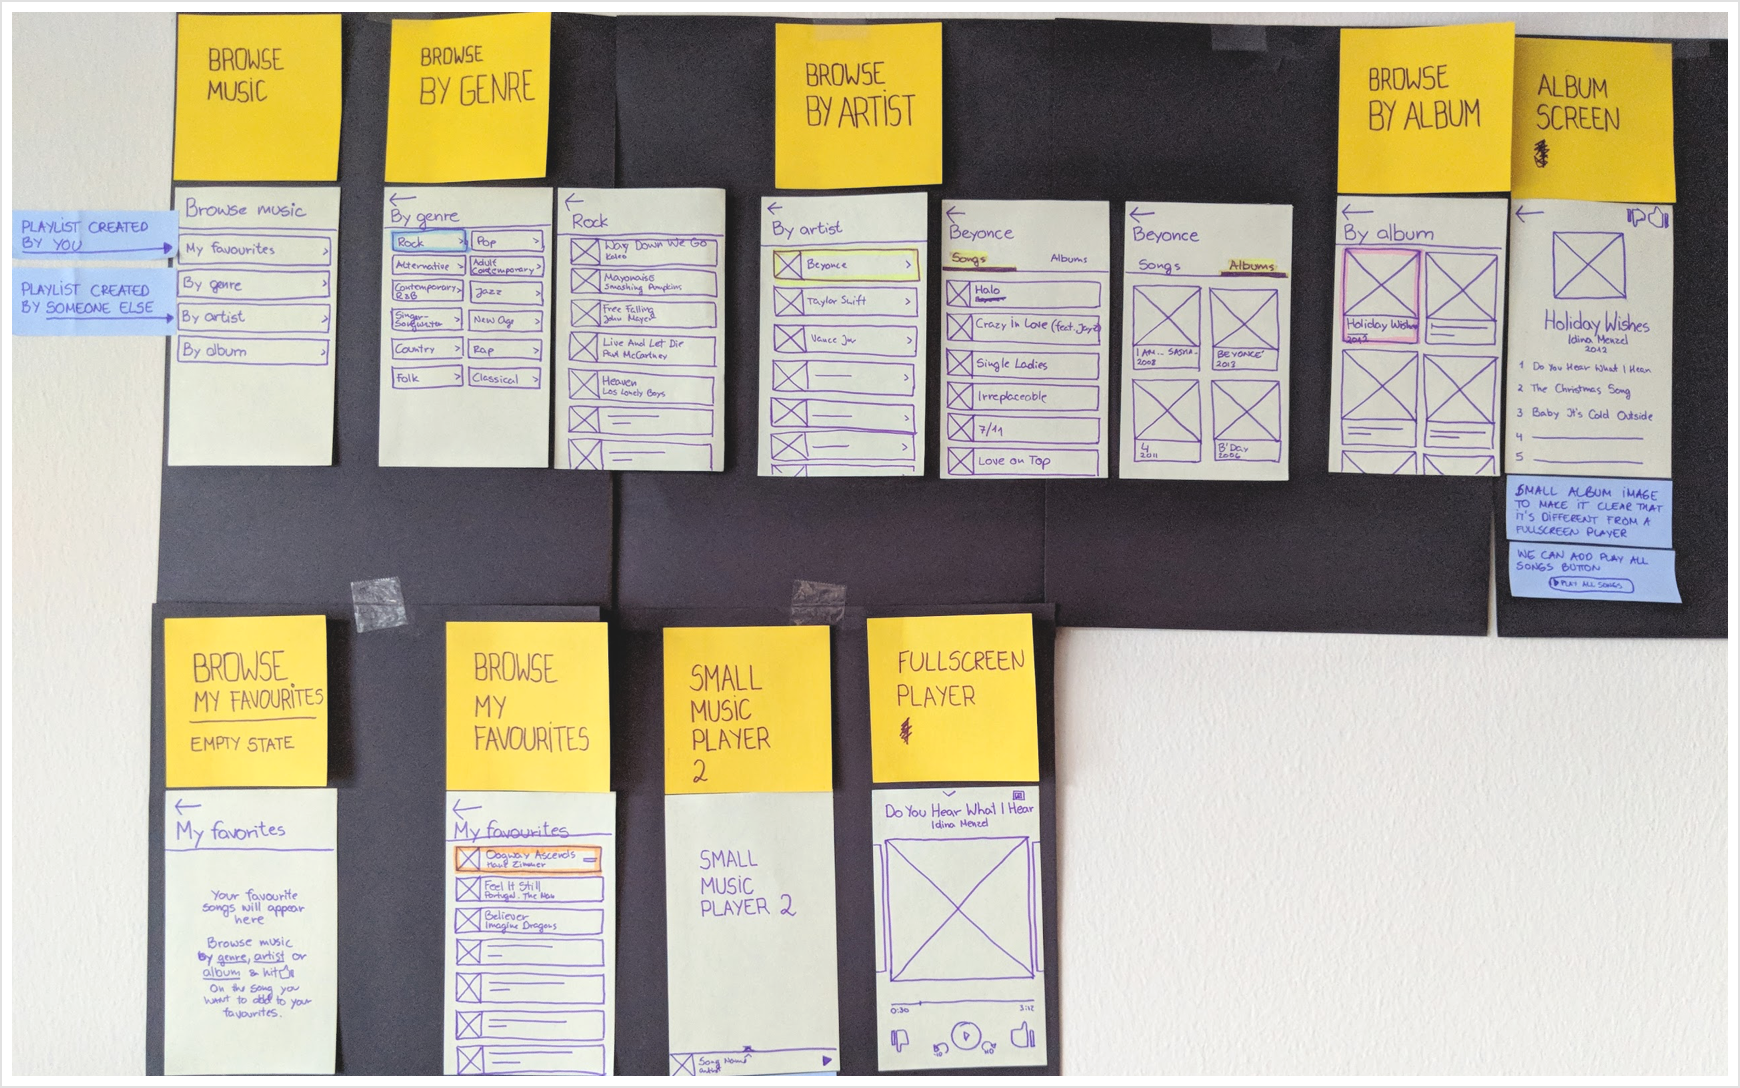 BROWSE
MUSIC
BROWSE
BY GENRE
BROWSE
BY ARTIST
BROWSE
BY ALBUM
ALBUM
SCREEN
PLAYLIST CREATED
BY YOU
PLAYLIST CREATED
BY SOMEONE ELSE
Browse music
My favourites
By genre
By artist
By album
By genre
Rock
Pop
Alternative
Adult
Contemporary
Contemporary
R&B
Jazz
Singer-
Songwriter
New Age
Country
Rap
Folk
Classical
Rock
Way Down We Go
Kaleo
Mayonaise
Smashing Pumpkins
Free Falling
John Mayer
Live And Let Die
Paul McCartney
Heaven
Los Lonely Boys
By artist
Beyonce
Taylor Swift
Vance Joy
Beyonce
Songs
Albums
Halo
Crazy In Love (feat. Jay Z)
Single Ladies
Irreplaceable
7/11
Love on Top
Beyonce
Songs
Albums
I AM... SASHA-
2008
BEYONCE'
2013
4
2011
B'Day
2006
By album
Holiday Wishes
2013
Holiday Wishes
Idina Menzel
2012
1 Do You Hear What I Hear
2 The Christmas Song
3 Baby It's Cold Outside
4
5
SMALL ALBUM IMAGE
TO MAKE IT CLEAR THAT
IT'S DIFFERENT FROM A
FULLSCREEN PLAYER
WE CAN ADD PLAY ALL
SONGS BUTTON
PLAY ALL SONGS
BROWSE
MY FAVOURITES
EMPTY STATE
BROWSE
MY
FAVOURITES
SMALL
MUSIC
PLAYER
2
FULLSCREEN
PLAYER
My favorites
Your favourite
songs will appear
here
Browse music
by genre, artist or
album & hit
On the song you
want to add to your
favourites.
My favourites
Oogway Ascends
Hans Zimmer
Feel It Still
Portugal. The Man
Believer
Imagine Dragons
SMALL
MUSIC
PLAYER 2
Song Name
artist
Do You Hear What I Hear
Idina Menzel
0:30
3:12